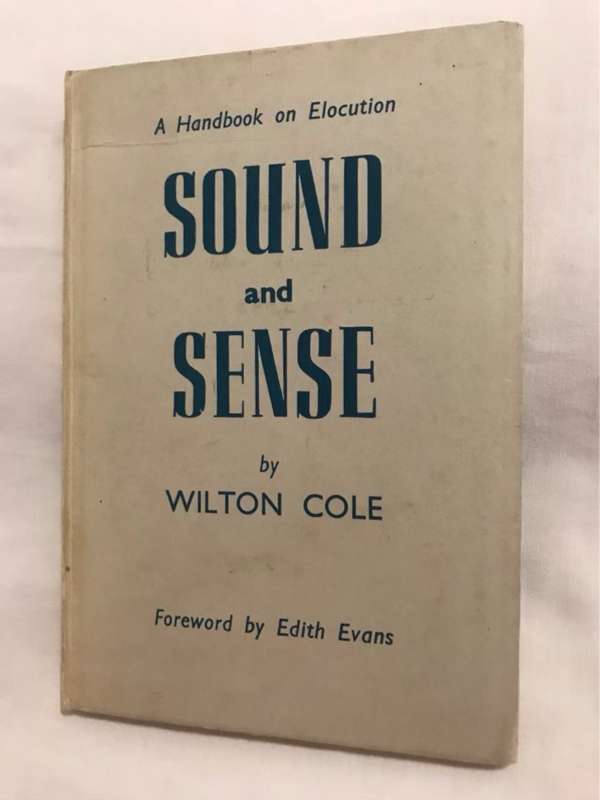 A Handbook on Elocution
SOUND
and
SENSE
by
WILTON COLE
Foreword by Edith Evans